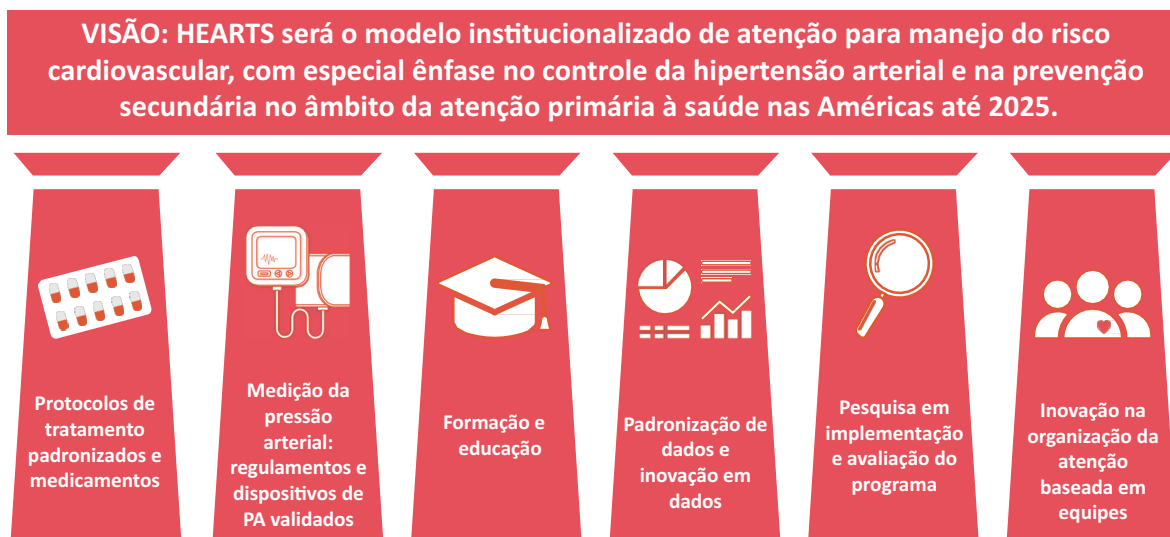 VISÃO: HEARTS será o modelo institucionalizado de atenção para manejo do risco
cardiovascular, com especial ênfase no controle da hipertensão arterial e na prevenção
secundária no âmbito da atenção primária à saúde nas Américas até 2025.
Protocolos de
tratamento
padronizados e
medicamentos
Medição da
pressão
arterial:
regulamentos e
dispositivos de
PA validados
Formação e
educação
Padronização de
dados e
inovação em
dados
Pesquisa em
implementação
e avaliação do
programa
Inovação na
organização da
atenção
baseada em
equipes